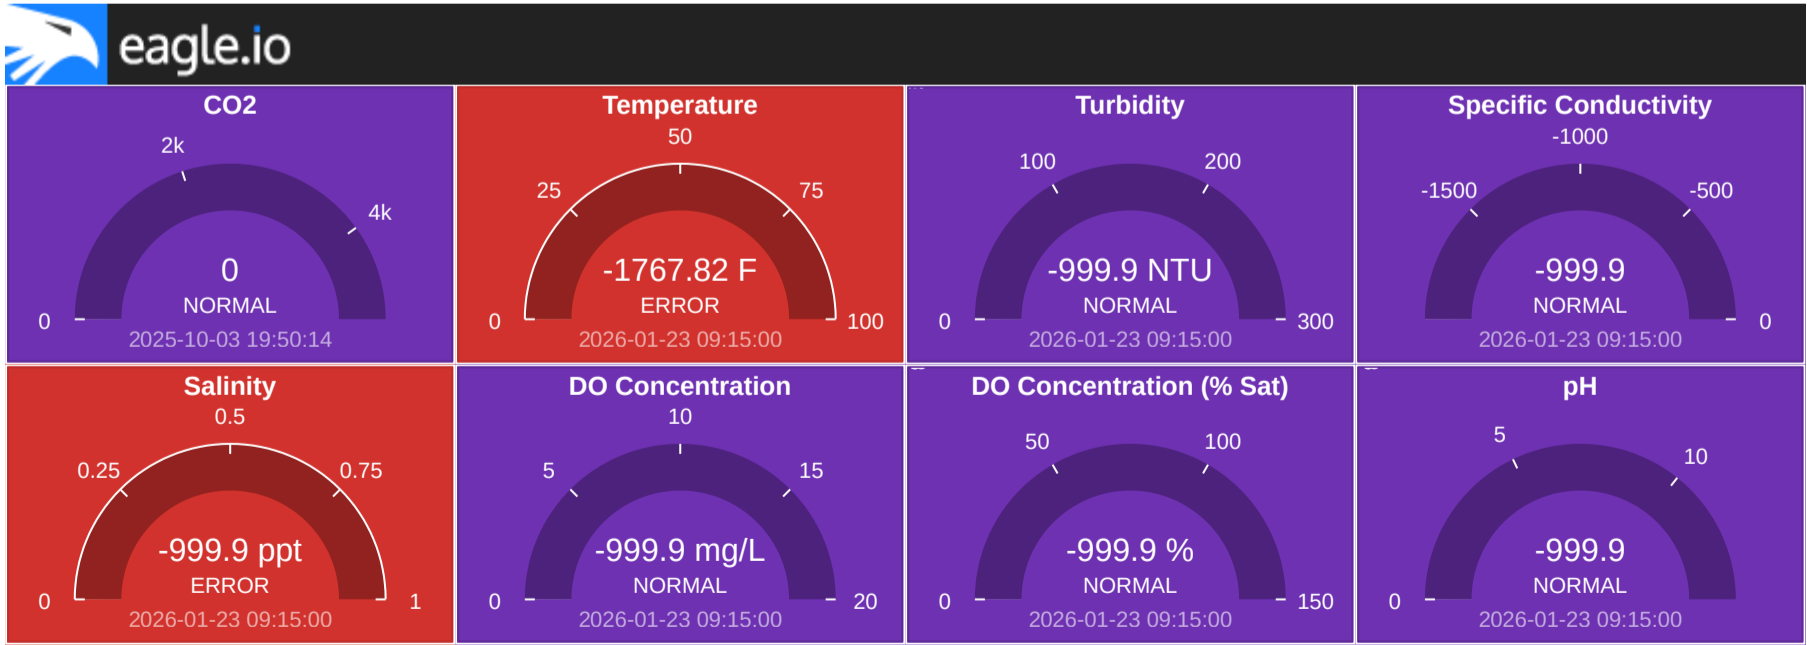 eagle.io
CO2
2k
4k
0
0
NORMAL
2025-10-03 19:50:14
Temperature
50
25
75
-1767.82 F
ERROR
0
100
2026-01-23 09:15:00
Turbidity
100
200
-999.9 NTU
NORMAL
0
300
2026-01-23 09:15:00
Specific Conductivity
-1000
-1500
-500
-999.9
NORMAL
0
2026-01-23 09:15:00
Salinity
0.5
0.25
0.75
-999.9 ppt
ERROR
0
1
2026-01-23 09:15:00
DO Concentration
10
5
15
-999.9 mg/L
NORMAL
0
20
2026-01-23 09:15:00
DO Concentration (% Sat)
50
100
-999.9 %
NORMAL
0
150
2026-01-23 09:15:00
pH
5
10
-999.9
NORMAL
0
2026-01-23 09:15:00